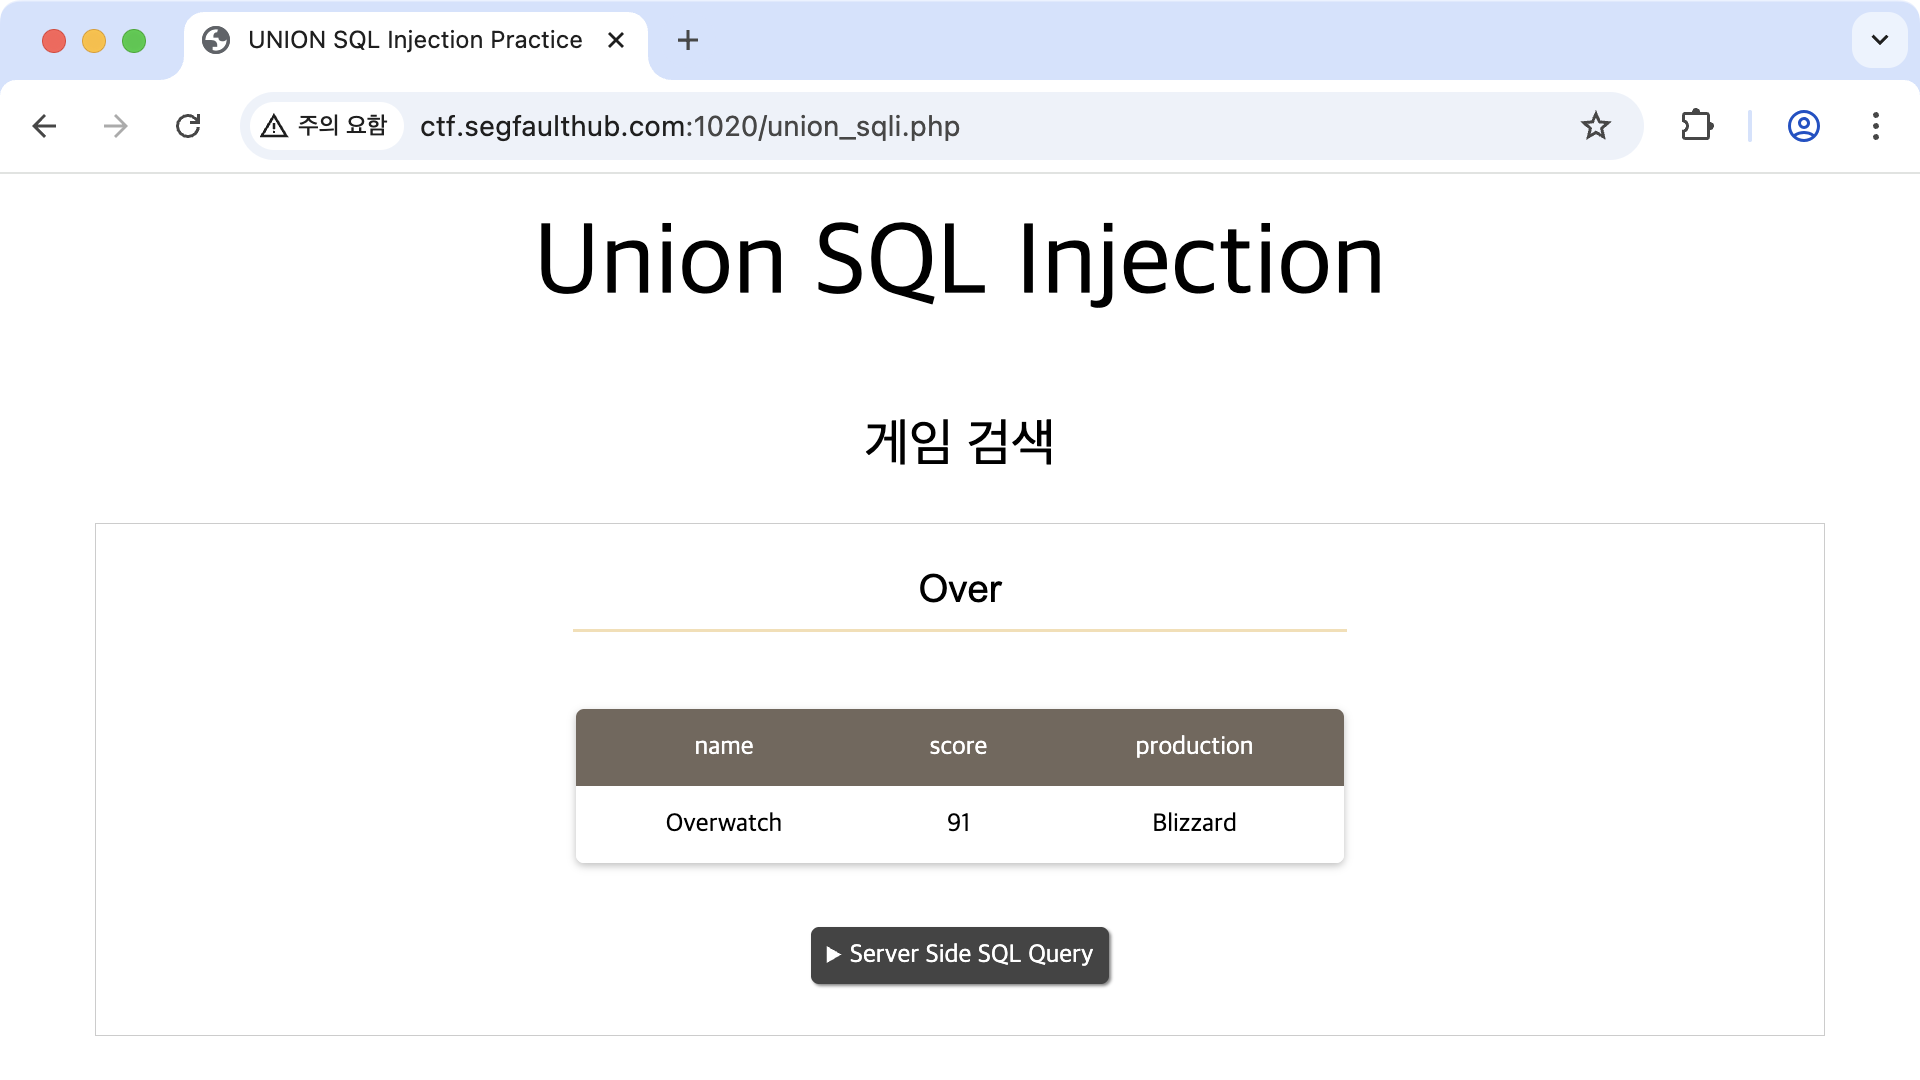 UNION SQL Injection Practice
주의 요함 ctf.segfaulthub.com:1020/union_sqli.php
Union SQL Injection
게임 검색
Over
name score production
Overwatch 91 Blizzard
Server Side SQL Query